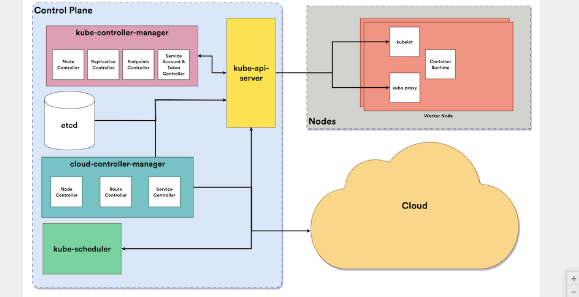 Control Plane
kube-controller-manager
Node
Controller
Replication
Controller
Endpoints
Controller
Service
Account &
Token
Controller
kube-api-
server
etcd
cloud-controller-manager
Node
Controller
Route
Controller
Service
Controller
kube-scheduler
kubelet
Container
Runtime
kube-proxy
Worker Node
Nodes
Cloud
+
−